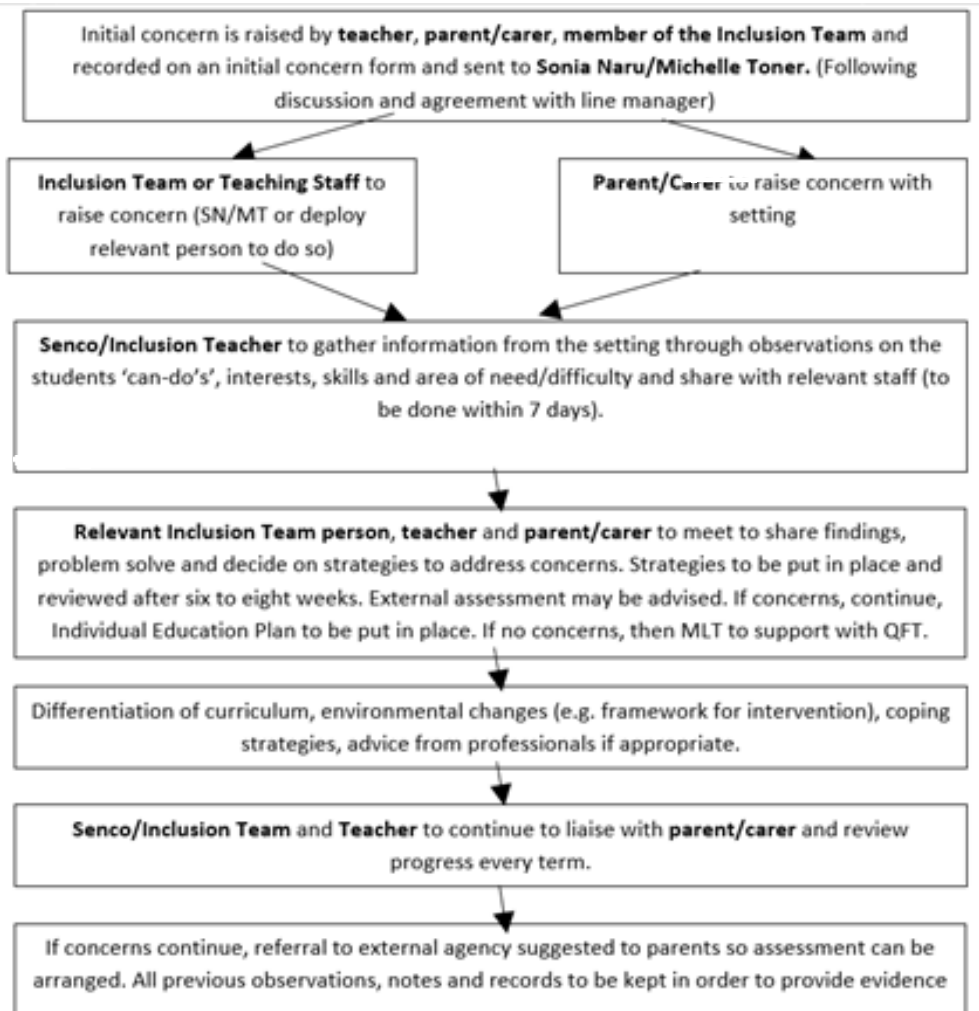 Initial concern is raised by teacher, parent/carer, member of the Inclusion Team and
recorded on an initial concern form and sent to Sonia Naru/Michelle Toner. (Following
discussion and agreement with line manager)
Inclusion Team or Teaching Staff to
raise concern (SN/MT or deploy
relevant person to do so)
Parent/Carer to raise concern with
setting
Senco/Inclusion Teacher to gather information from the setting through observations on the
students ‘can-do’s’, interests, skills and area of need/difficulty and share with relevant staff (to
be done within 7 days).
Relevant Inclusion Team person, teacher and parent/carer to meet to share findings,
problem solve and decide on strategies to address concerns. Strategies to be put in place and
reviewed after six to eight weeks. External assessment may be advised. If concerns, continue,
Individual Education Plan to be put in place. If no concerns, then MLT to support with QFT.
Differentiation of curriculum, environmental changes (e.g. framework for intervention), coping
strategies, advice from professionals if appropriate.
Senco/Inclusion Team and Teacher to continue to liaise with parent/carer and review
progress every term.
If concerns continue, referral to external agency suggested to parents so assessment can be
arranged. All previous observations, notes and records to be kept in order to provide evidence